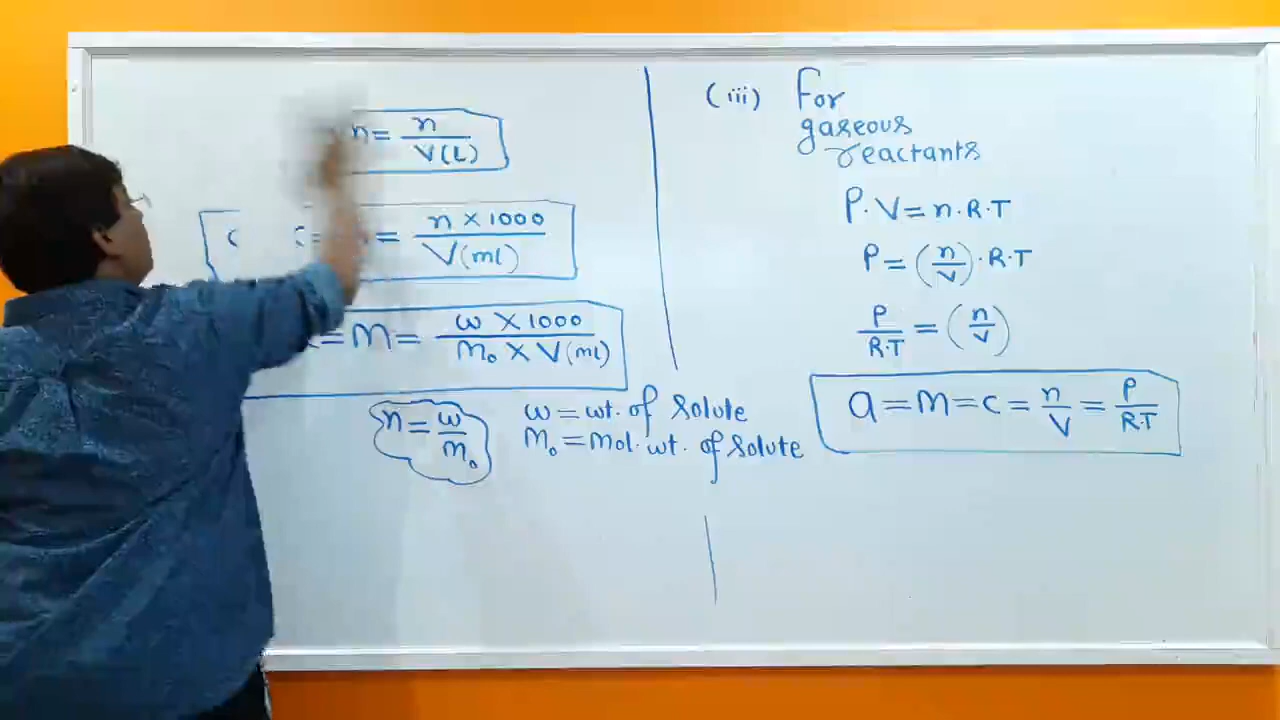 n = n / V(L)
c = = n × 1000 / V(ml)
= M = w × 1000 / M₀ × V(ml)
n = w / m₀
w = wt. of solute
M₀ = Mol. wt. of solute
(iii) For
gaseous
reactants
P.V = n.R.T
P = (n/V).R.T
P/R.T = (n/V)
a = M = c = n/V = P/R.T